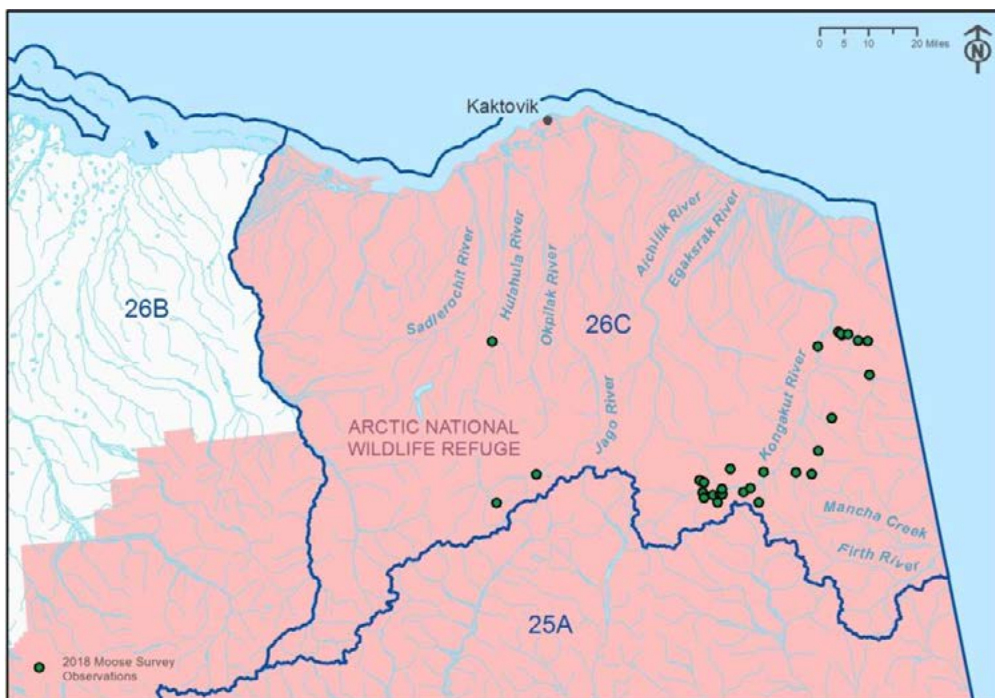 0 5 10 20 Miles
N
Kaktovik
Sadlerochit River
Hulahula River
Okpilak River
Aichilik River
Egaksrak River
26B
26C
Jago River
Kongakut River
ARCTIC NATIONAL
WILDLIFE REFUGE
Mancha Creek
Firth River
25A
2018 Moose Survey
Observations